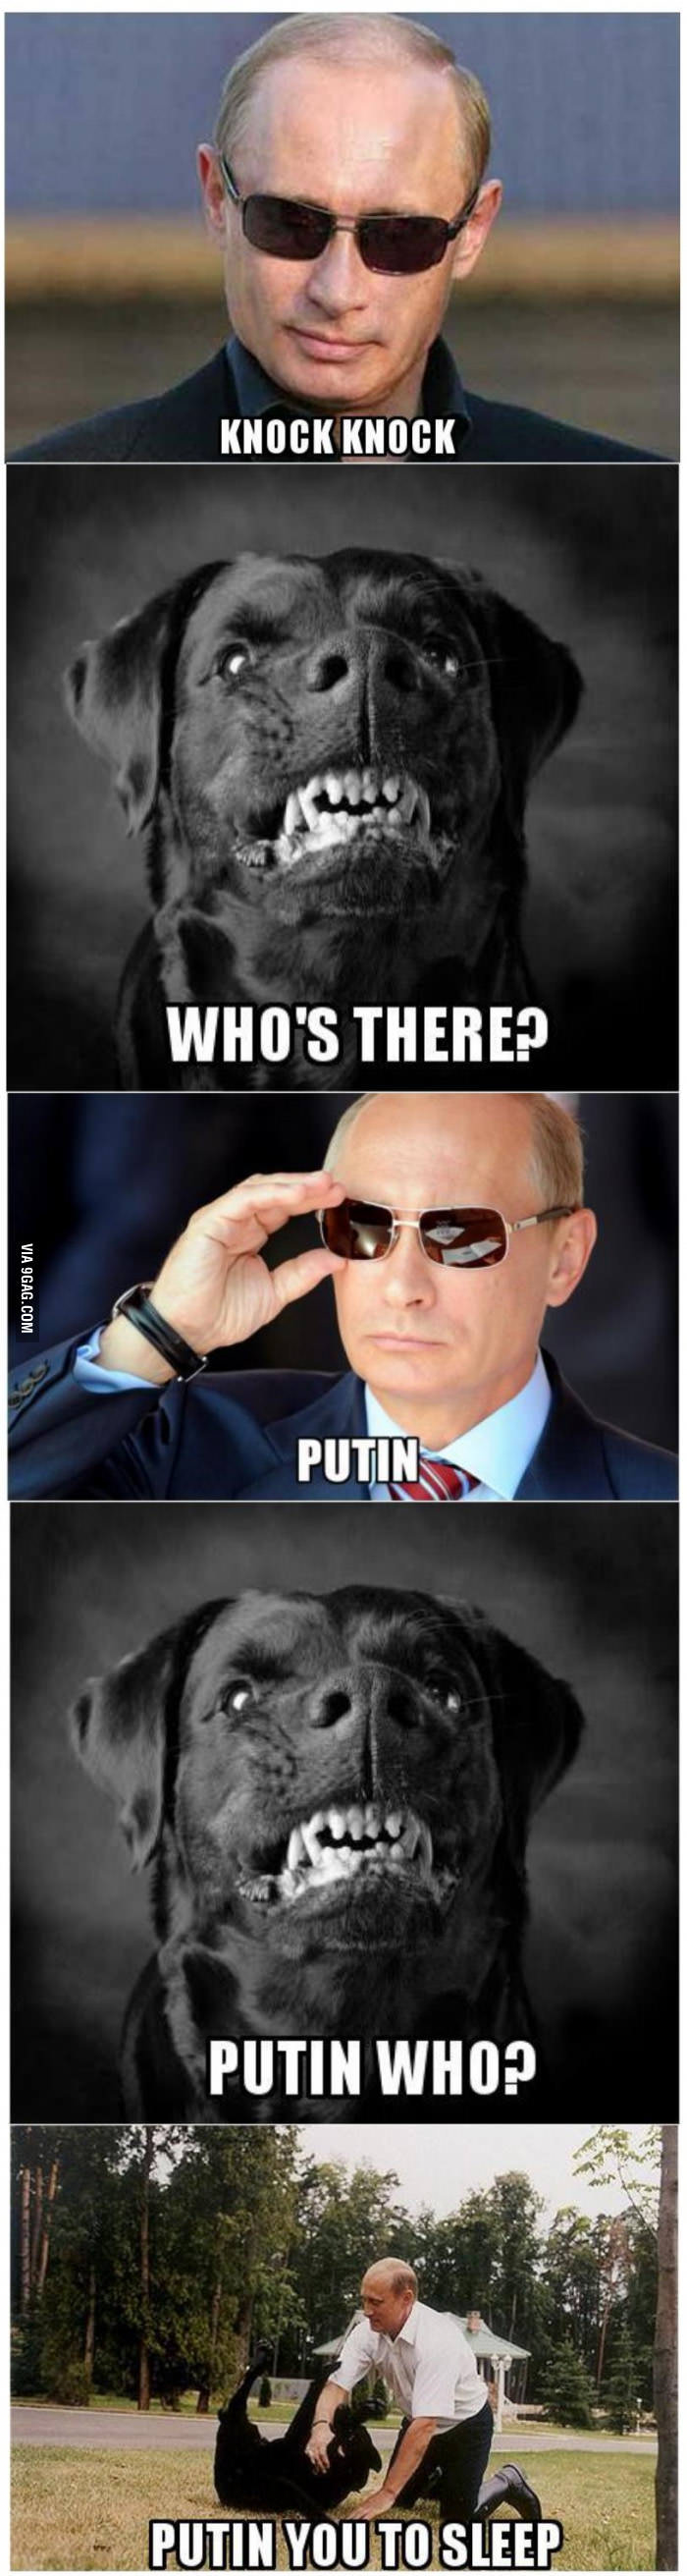 KNOCK KNOCK
WHO'S THERE?
VIA 9GAG.COM
PUTIN
PUTIN WHO?
PUTIN YOU TO SLEEP